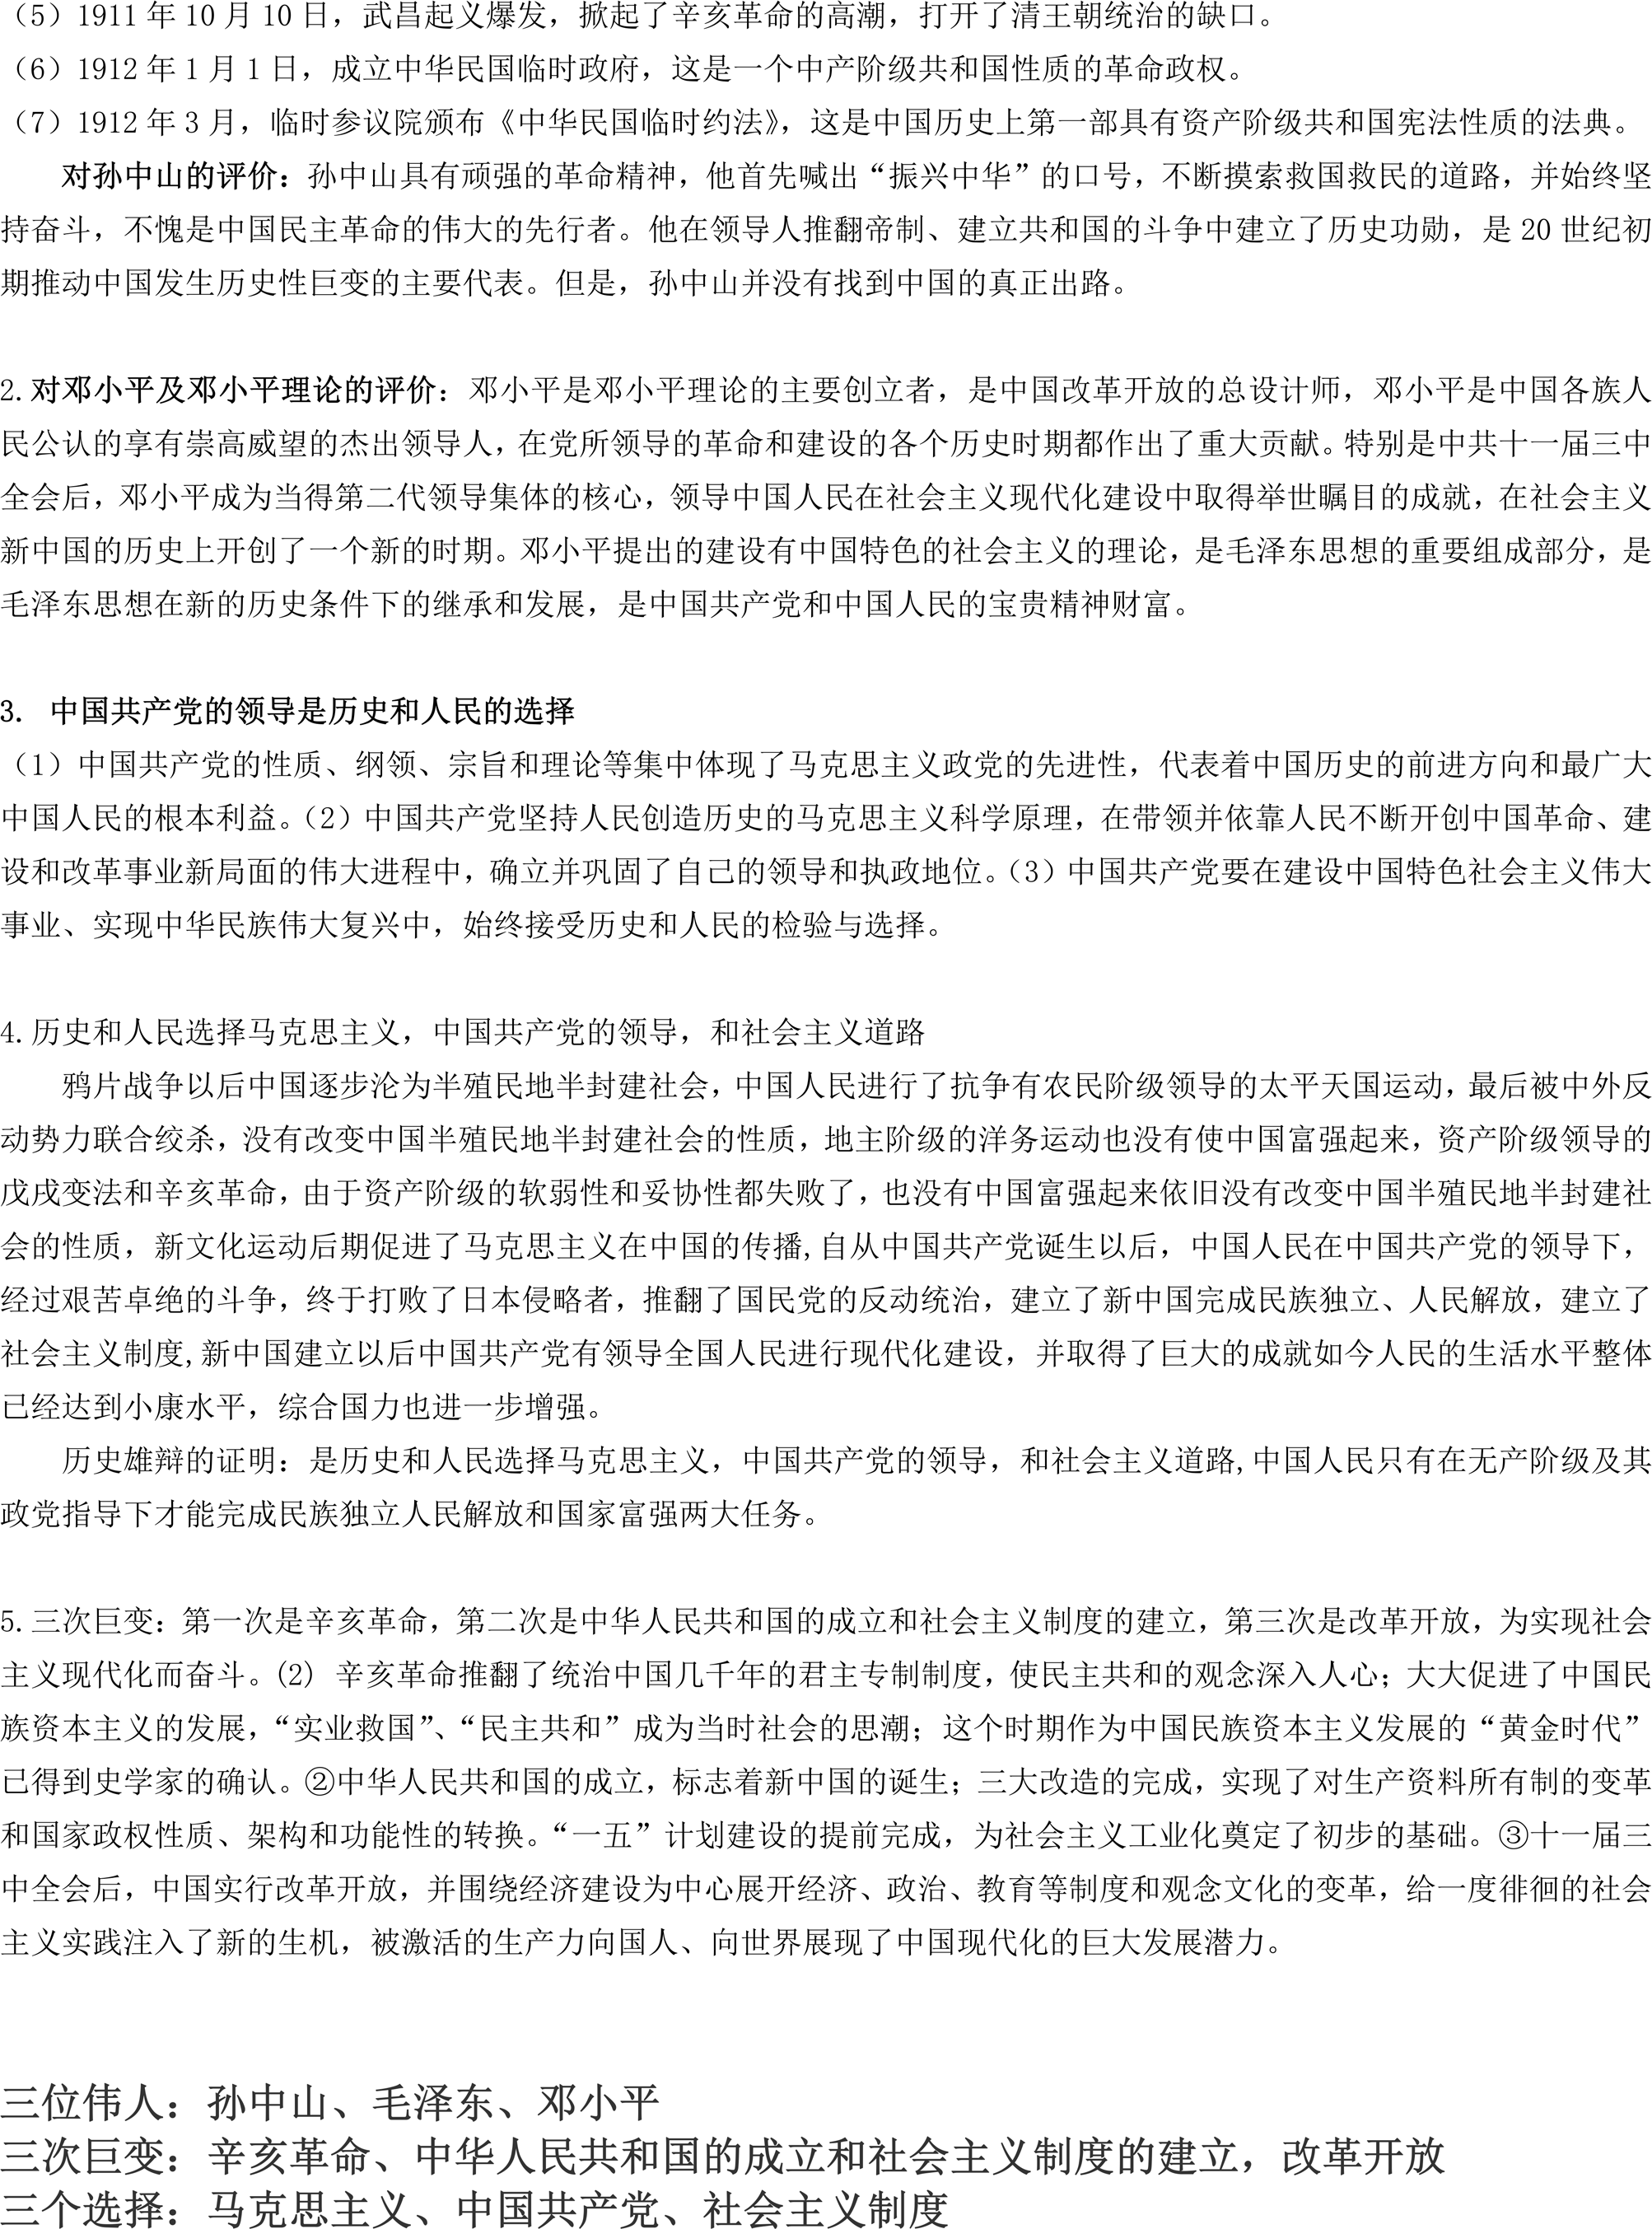 （5）1911 年 10 月 10 日，武昌起义爆发，掀起了辛亥革命的高潮，打开了清王朝统治的缺口。
（6）1912 年 1 月 1 日，成立中华民国临时政府，这是一个中产阶级共和国性质的革命政权。
（7）1912 年 3 月，临时参议院颁布《中华民国临时约法》，这是中国历史上第一部具有资产阶级共和国宪法性质的法典。
对孙中山的评价：孙中山具有顽强的革命精神，他首先喊出“振兴中华”的口号，不断摸索救国救民的道路，并始终坚
持奋斗，不愧是中国民主革命的伟大的先行者。他在领导人推翻帝制、建立共和国的斗争中建立了历史功勋，是 20 世纪初
期推动中国发生历史性巨变的主要代表。但是，孙中山并没有找到中国的真正出路。
2.对邓小平及邓小平理论的评价：邓小平是邓小平理论的主要创立者，是中国改革开放的总设计师，邓小平是中国各族人
民公认的享有崇高威望的杰出领导人，在党所领导的革命和建设的各个历史时期都作出了重大贡献。特别是中共十一届三中
全会后，邓小平成为当得第二代领导集体的核心，领导中国人民在社会主义现代化建设中取得举世瞩目的成就，在社会主义
新中国的历史上开创了一个新的时期。邓小平提出的建设有中国特色的社会主义的理论，是毛泽东思想的重要组成部分，是
毛泽东思想在新的历史条件下的继承和发展，是中国共产党和中国人民的宝贵精神财富。
3. 中国共产党的领导是历史和人民的选择
（1）中国共产党的性质、纲领、宗旨和理论等集中体现了马克思主义政党的先进性，代表着中国历史的前进方向和最广大
中国人民的根本利益。（2）中国共产党坚持人民创造历史的马克思主义科学原理，在带领并依靠人民不断开创中国革命、建
设和改革事业新局面的伟大进程中，确立并巩固了自己的领导和执政地位。（3）中国共产党要在建设中国特色社会主义伟大
事业、实现中华民族伟大复兴中，始终接受历史和人民的检验与选择。
4.历史和人民选择马克思主义，中国共产党的领导，和社会主义道路
鸦片战争以后中国逐步沦为半殖民地半封建社会，中国人民进行了抗争有农民阶级领导的太平天国运动，最后被中外反
动势力联合绞杀，没有改变中国半殖民地半封建社会的性质，地主阶级的洋务运动也没有使中国富强起来，资产阶级领导的
戊戌变法和辛亥革命，由于资产阶级的软弱性和妥协性都失败了，也没有中国富强起来依旧没有改变中国半殖民地半封建社
会的性质，新文化运动后期促进了马克思主义在中国的传播,自从中国共产党诞生以后，中国人民在中国共产党的领导下，
经过艰苦卓绝的斗争，终于打败了日本侵略者，推翻了国民党的反动统治，建立了新中国完成民族独立、人民解放，建立了
社会主义制度,新中国建立以后中国共产党有领导全国人民进行现代化建设，并取得了巨大的成就如今人民的生活水平整体
已经达到小康水平，综合国力也进一步增强。
历史雄辩的证明：是历史和人民选择马克思主义，中国共产党的领导，和社会主义道路,中国人民只有在无产阶级及其
政党指导下才能完成民族独立人民解放和国家富强两大任务。
5.三次巨变：第一次是辛亥革命，第二次是中华人民共和国的成立和社会主义制度的建立，第三次是改革开放，为实现社会
主义现代化而奋斗。(2) 辛亥革命推翻了统治中国几千年的君主专制制度，使民主共和的观念深入人心；大大促进了中国民
族资本主义的发展，“实业救国”、“民主共和”成为当时社会的思潮；这个时期作为中国民族资本主义发展的“黄金时代”
已得到史学家的确认。②中华人民共和国的成立，标志着新中国的诞生；三大改造的完成，实现了对生产资料所有制的变革
和国家政权性质、架构和功能性的转换。“一五”计划建设的提前完成，为社会主义工业化奠定了初步的基础。③十一届三
中全会后，中国实行改革开放，并围绕经济建设为中心展开经济、政治、教育等制度和观念文化的变革，给一度徘徊的社会
主义实践注入了新的生机，被激活的生产力向国人、向世界展现了中国现代化的巨大发展潜力。
三位伟人：孙中山、毛泽东、邓小平
三次巨变：辛亥革命、中华人民共和国的成立和社会主义制度的建立，改革开放
三个选择：马克思主义、中国共产党、社会主义制度